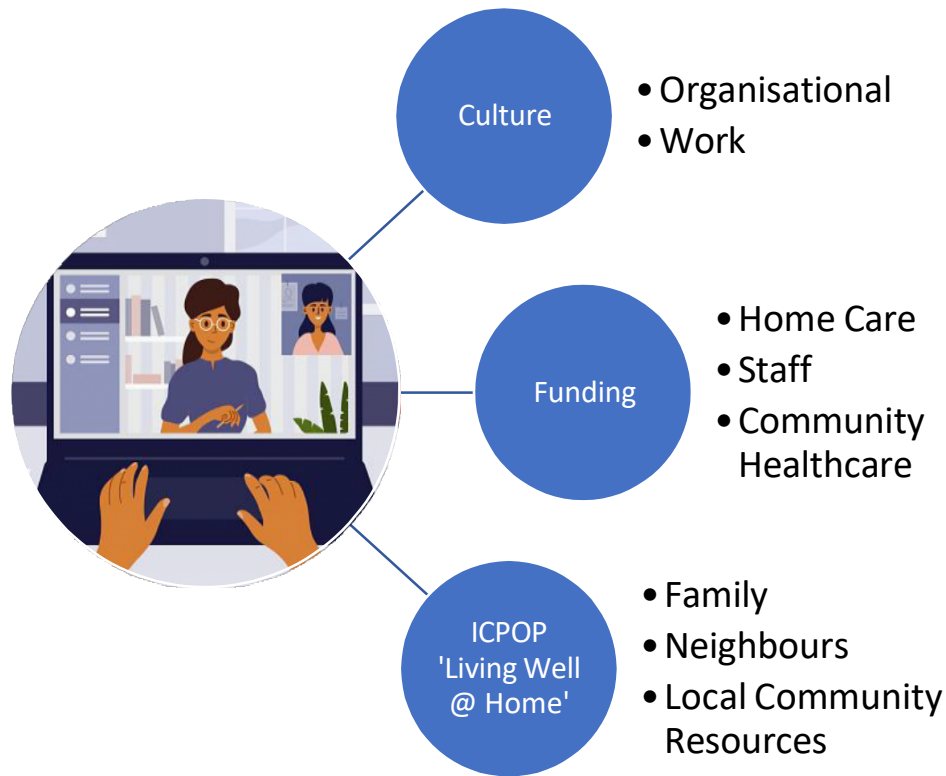 Culture
• Organisational
• Work
Funding
• Home Care
• Staff
• Community
Healthcare
ICPOP
'Living Well
@ Home'
• Family
• Neighbours
• Local Community
Resources